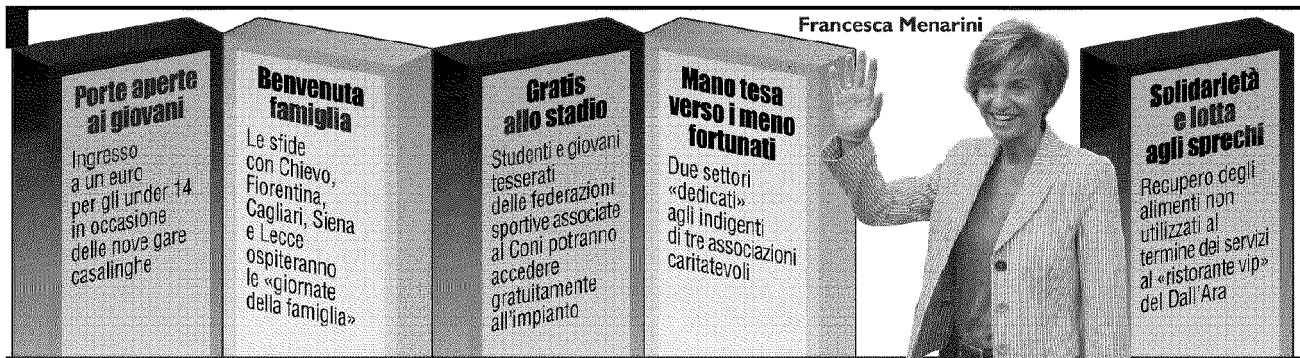 Francesca Menarini
Porte aperte
ai giovani
Ingresso
a un euro
per gli under 14
in occasione
delle nove gare
casalinghe
Benvenuta
famiglia
Le sfide
con Chievo,
Fiorentina,
Cagliari, Siena
e Lecce
ospiteranno
le «giornate
della famiglia»
Gratis
allo stadio
Studenti e giovani
tesserati
delle federazioni
sportive associate
al Coni potranno
accedere
gratuitamente
all'impianto
Mano tesa
verso i meno
fortunati
Due settori
«dedicati»
agli indigenti
di tre associazioni
caritatevoli
Solidarietà
e lotta
agli sprechi
Recupero degli
alimenti non
utilizzati al
termine dei servizi
al «ristorante vip»
del Dall'Ara